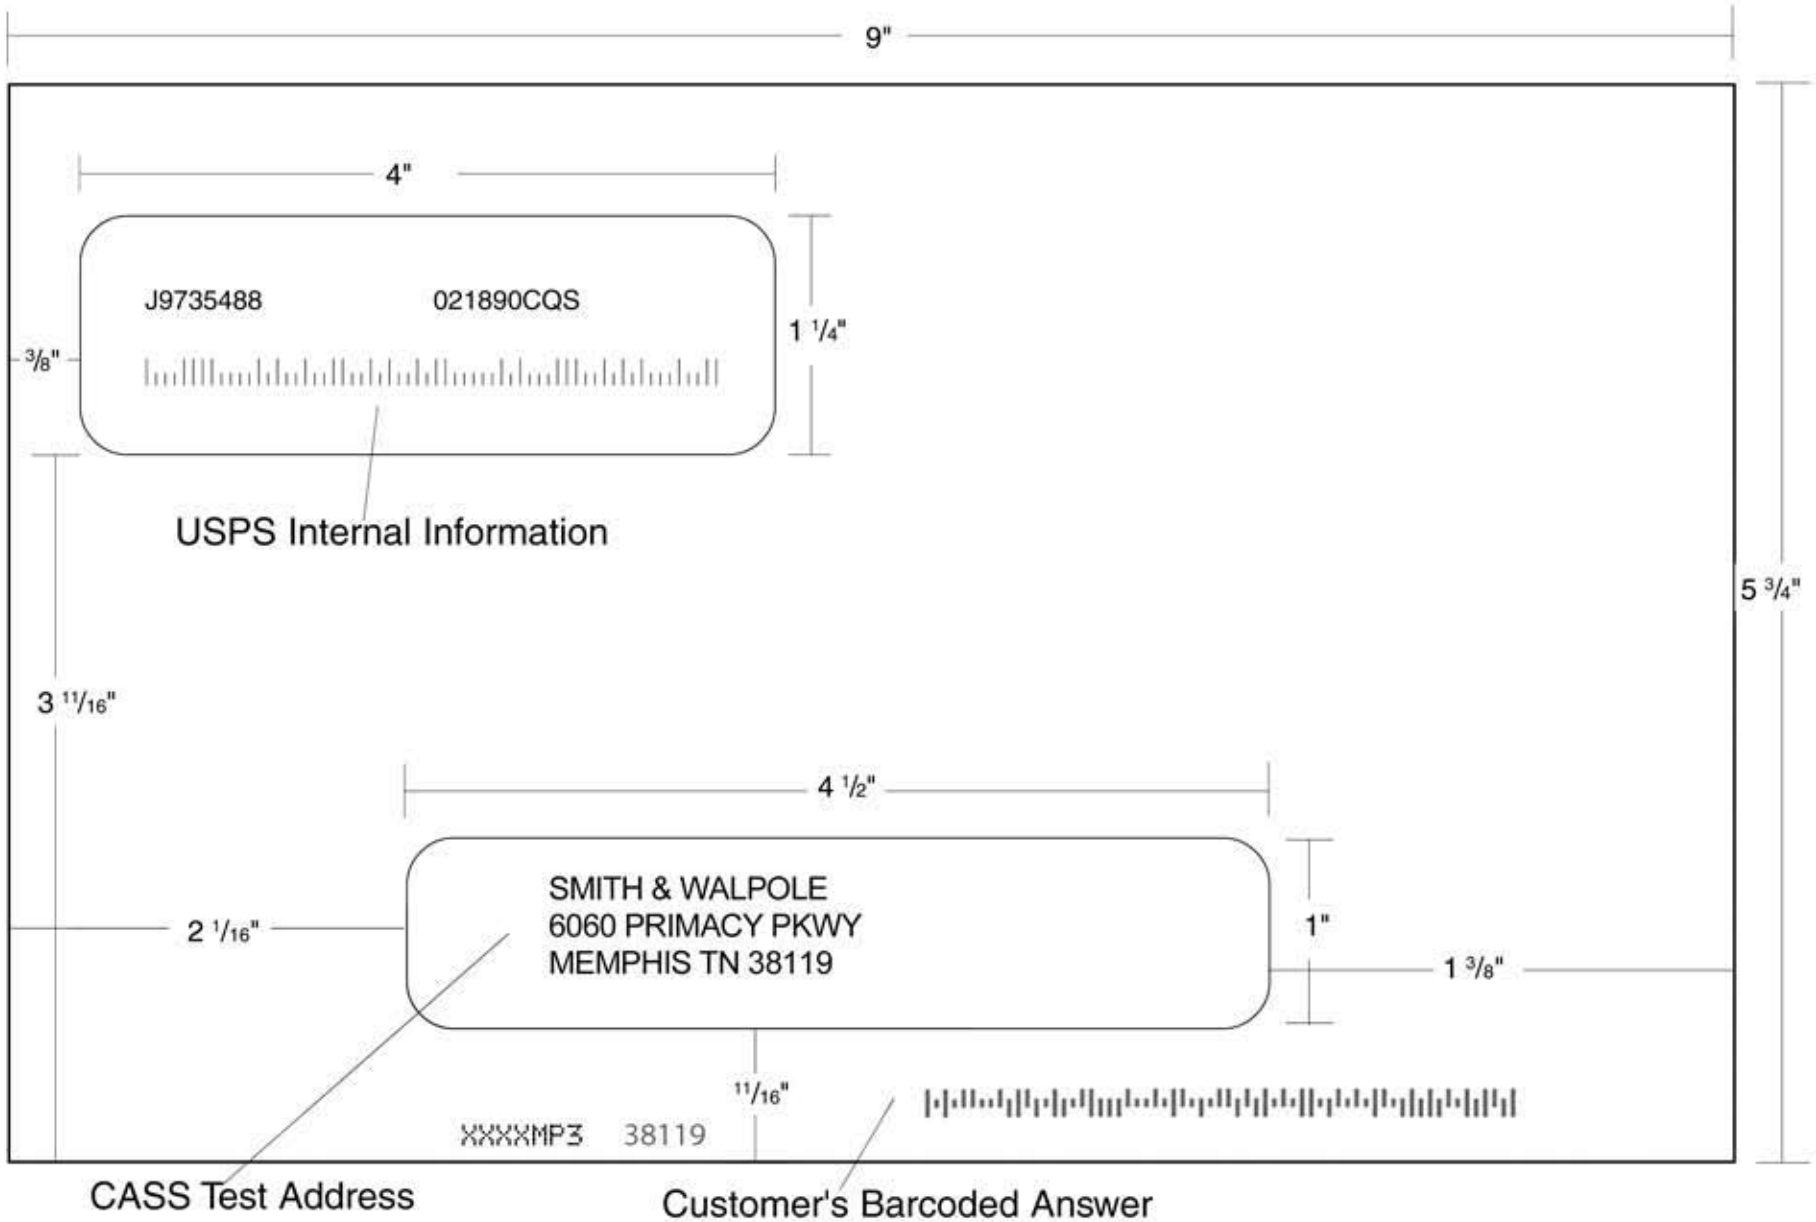 9"
4"
J9735488 021890CQS
1 1/4"
3/8"
USPS Internal Information
5 3/4"
3 11/16"
4 1/2"
SMITH & WALPOLE
6060 PRIMACY PKWY
MEMPHIS TN 38119
2 1/16"
1"
1 3/8"
11/16"
XXXXMP3 38119
CASS Test Address
Customer's Barcoded Answer